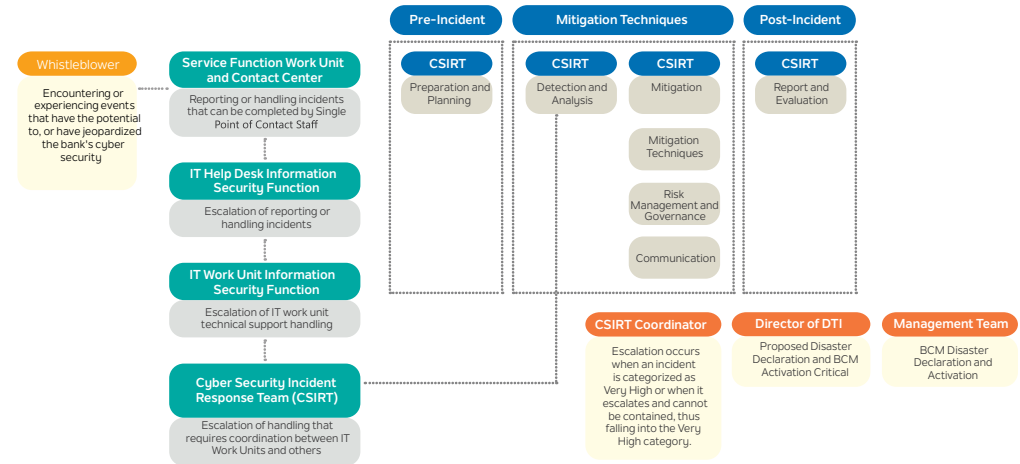 Pre-Incident
Mitigation Techniques
Post-Incident
Whistleblower
Encountering or
experiencing events
that have the potential
to, or have jeopardized
the bank's cyber
security
Service Function Work Unit
and Contact Center
Reporting or handling incidents
that can be completed by Single
Point of Contact Staff
IT Help Desk Information
Security Function
Escalation of reporting or
handling incidents
IT Work Unit Information
Security Function
Escalation of IT work unit
technical support handling
Cyber Security Incident
Response Team (CSIRT)
Escalation of handling that
requires coordination between IT
Work Units and others
CSIRT
Preparation and
Planning
CSIRT
Detection and
Analysis
CSIRT
Mitigation
Mitigation
Techniques
Risk
Management and
Governance
Communication
CSIRT
Report and
Evaluation
CSIRT Coordinator
Escalation occurs
when an incident
is categorized as
Very High or when it
escalates and cannot
be contained, thus
falling into the Very
High category.
Director of DTI
Proposed Disaster
Declaration and BCM
Activation Critical
Management Team
BCM Disaster
Declaration and
Activation